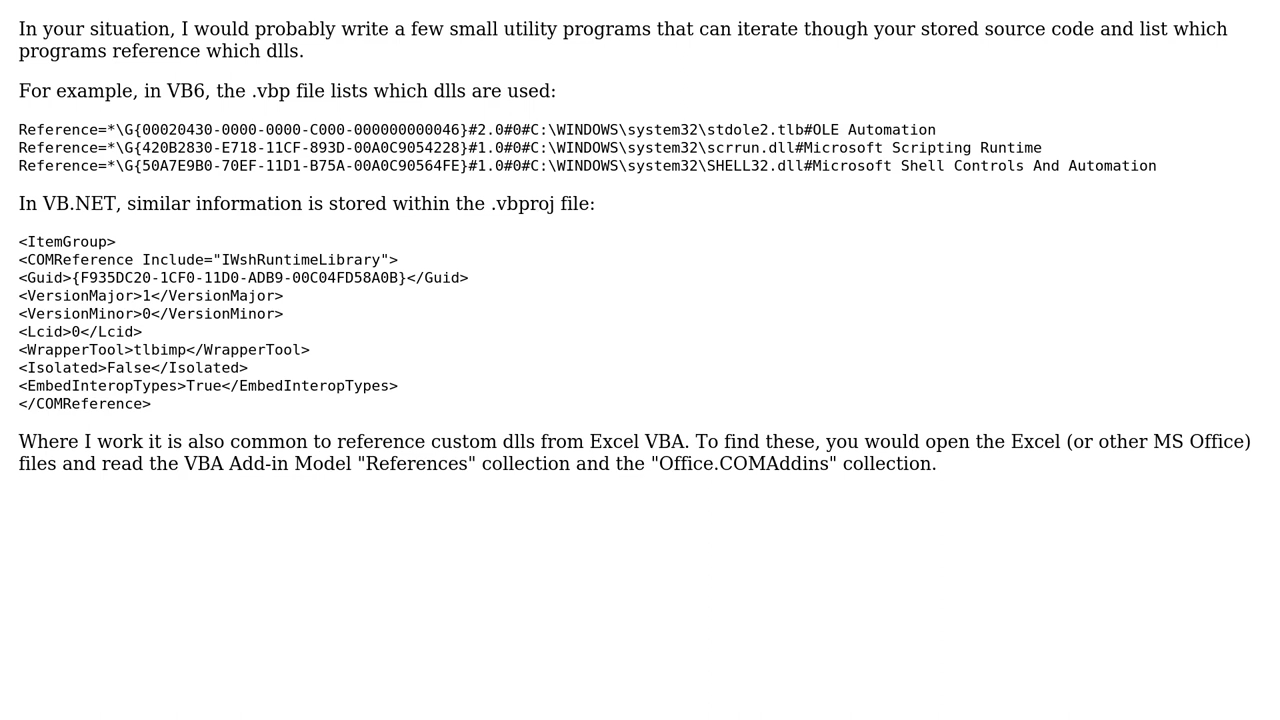 In your situation, I would probably write a few small utility programs that can iterate though your stored source code and list which
programs reference which dlls.
For example, in VB6, the .vbp file lists which dlls are used:
Reference=*\G{00020430-0000-0000-C000-000000000046}#2.0#0#C:\WINDOWS\system32\stdole2.tlb#OLE Automation
Reference=*\G{420B2830-E718-11CF-893D-00A0C9054228}#1.0#0#C:\WINDOWS\system32\scrrun.dll#Microsoft Scripting Runtime
Reference=*\G{50A7E9B0-70EF-11D1-B75A-00A0C90564FE}#1.0#0#C:\WINDOWS\system32\SHELL32.dll#Microsoft Shell Controls And Automation
In VB.NET, similar information is stored within the .vbproj file:
<ItemGroup>
<COMReference Include="IWshRuntimeLibrary">
<Guid>{F935DC20-1CF0-11D0-ADB9-00C04FD58A0B}</Guid>
<VersionMajor>1</VersionMajor>
<VersionMinor>0</VersionMinor>
<Lcid>0</Lcid>
<WrapperTool>tlbimp</WrapperTool>
<Isolated>False</Isolated>
<EmbedInteropTypes>True</EmbedInteropTypes>
</COMReference>
Where I work it is also common to reference custom dlls from Excel VBA. To find these, you would open the Excel (or other MS Office)
files and read the VBA Add-in Model "References" collection and the "Office.COMAddins" collection.